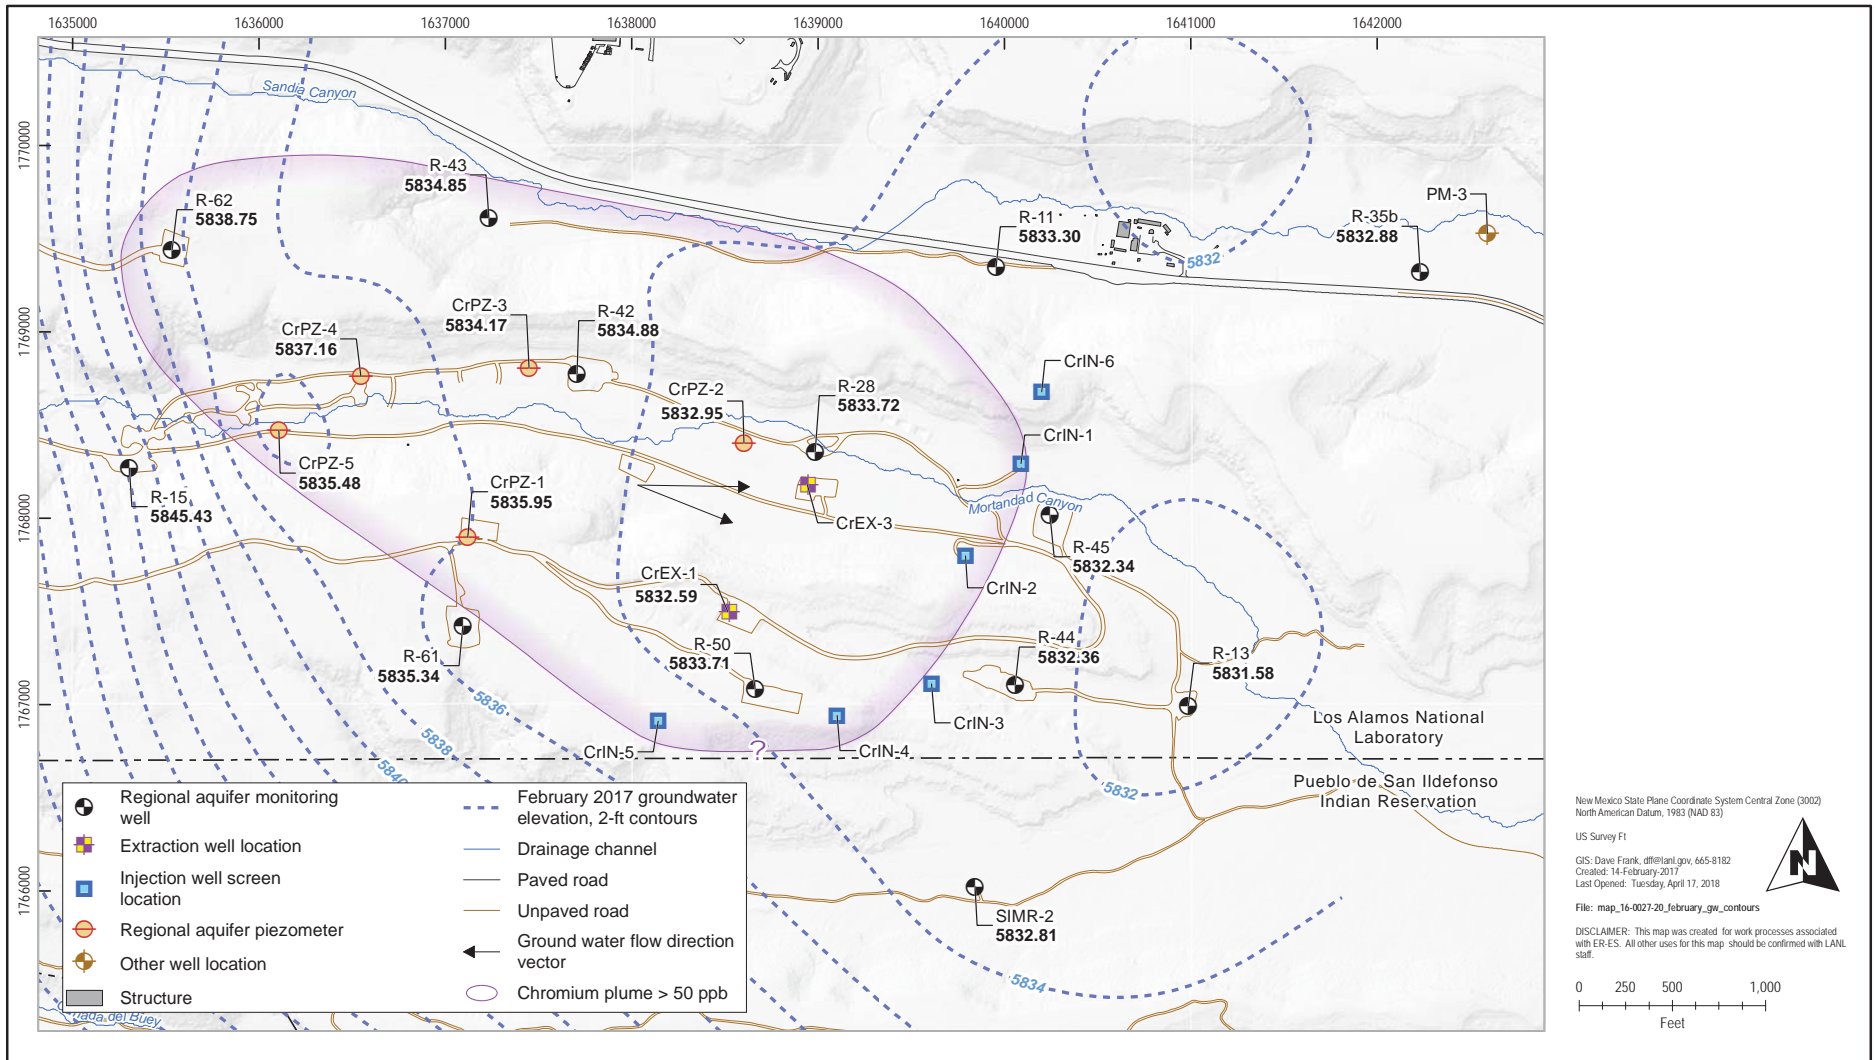 1635000
1636000
1637000
1638000
1639000
1640000
1641000
1642000
1770000
1769000
1768000
1767000
1766000
Sandia Canyon
R-43
5834.85
R-62
5838.75
PM-3
R-11
5833.30
R-35b
5832.88
5832
CrPZ-3
5834.17
R-42
5834.88
CrPZ-4
5837.16
CrIN-6
CrPZ-2
5832.95
R-28
5833.72
CrIN-1
CrPZ-5
5835.48
CrPZ-1
5835.95
R-15
5845.43
Mortandad Canyon
CrEX-3
R-45
5832.34
CrEX-1
5832.59
CrIN-2
R-50
5833.71
R-44
5832.36
R-13
5831.58
R-61
5835.34
5836
5838
CrIN-5
?
CrIN-4
CrIN-3
Los Alamos National
Laboratory
Pueblo de San Ildefonso
Indian Reservation
5832
SIMR-2
5832.81
5834
Regional aquifer monitoring
well
Extraction well location
Injection well screen
location
Regional aquifer piezometer
Other well location
Structure
February 2017 groundwater
elevation, 2-ft contours
Drainage channel
Paved road
Unpaved road
Ground water flow direction
vector
Chromium plume > 50 ppb
del Buey
New Mexico State Plane Coordinate System Central Zone (3002)
North American Datum, 1983 (NAD 83)
US Survey Ft
GIS: Dave Frank, dff@lanl.gov, 665-8182
Created: 14-February-2017
Last Opened: Tuesday, April 17, 2018
File: map_16-0027-20_february_gw_contours
DISCLAIMER: This map was created for work processes associated
with ER-ES. All other uses for this map should be confirmed with LANL
staff.
N
0 250 500 1,000
Feet